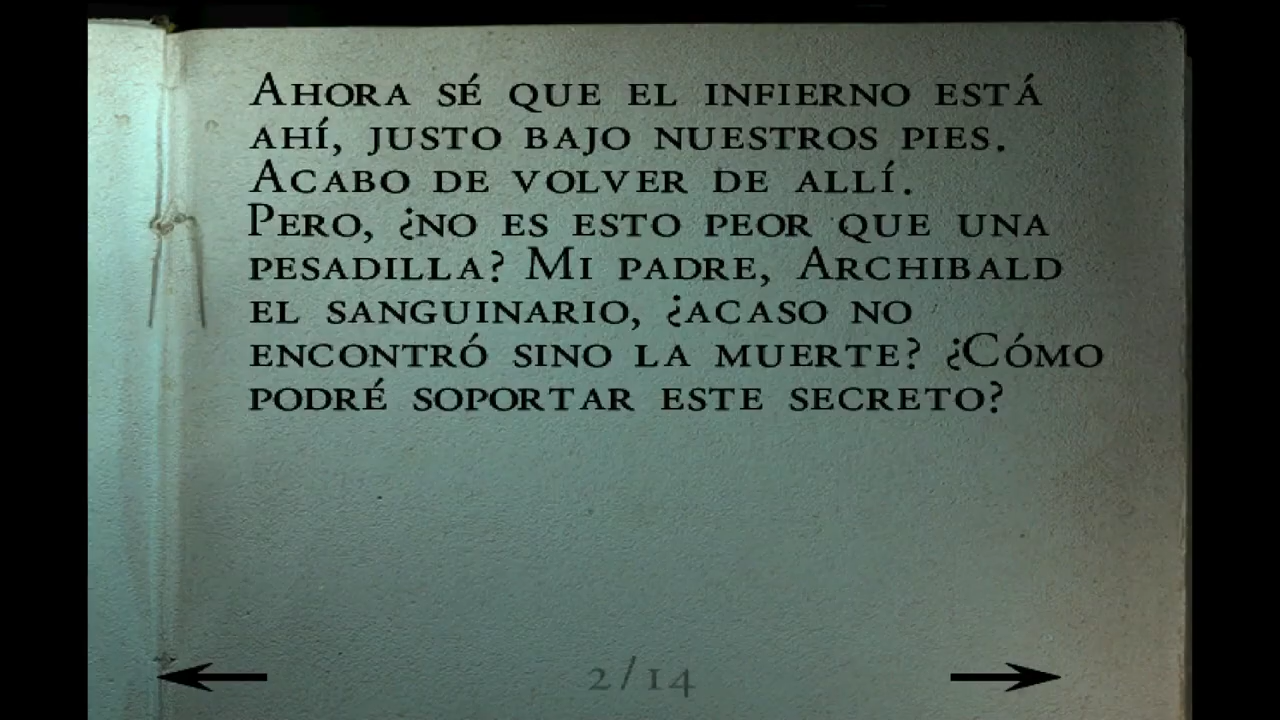 Ahora sé que el infierno está
ahí, justo bajo nuestros pies.
Acabo de volver de allí.
Pero, ¿no es esto peor que una
pesadilla? Mi padre, Archibald
el sanguinario, ¿acaso no
encontró sino la muerte? ¿Cómo
podré soportar este secreto?
2/14